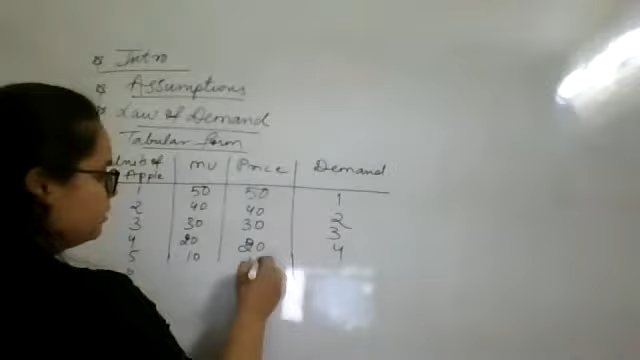 Intro
Assumptions
Law of Demand
Tabular form
Units of Apple MU Price Demand
1 50 50 1
2 40 40 2
3 30 30 3
4 20 20 4
5 10